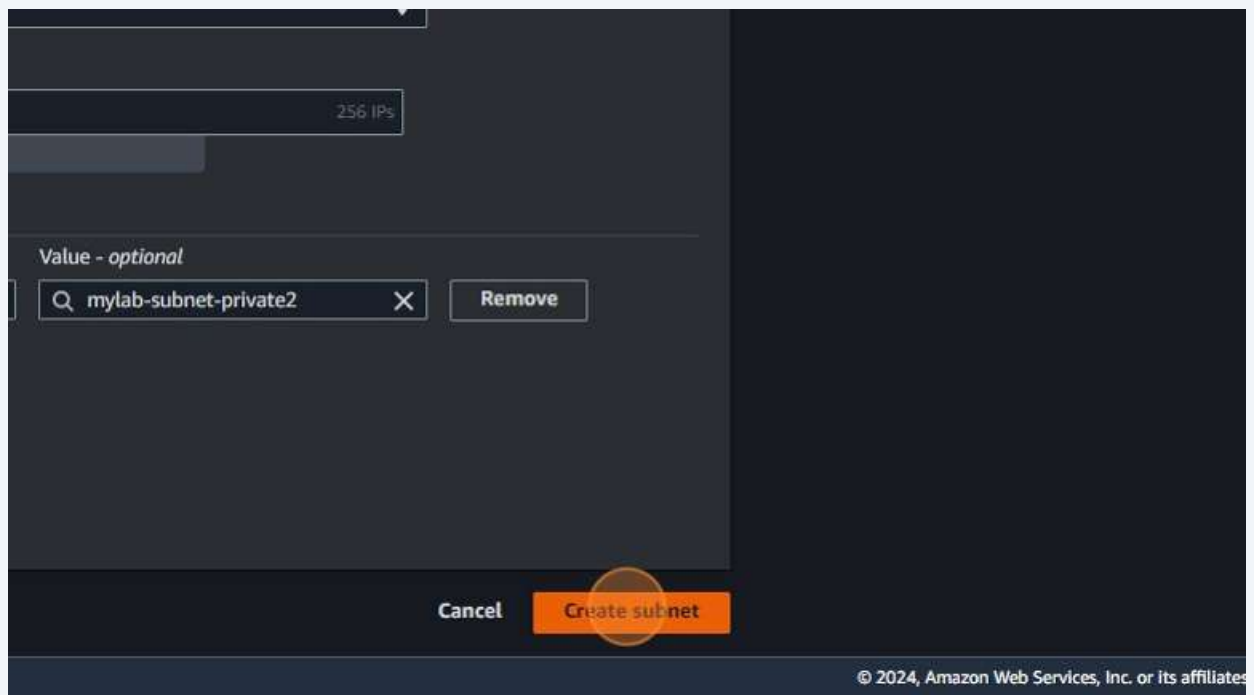 256 IPs
Value - optional
mylab-subnet-private2
Remove
Cancel
Create subnet
© 2024, Amazon Web Services, Inc. or its affiliates